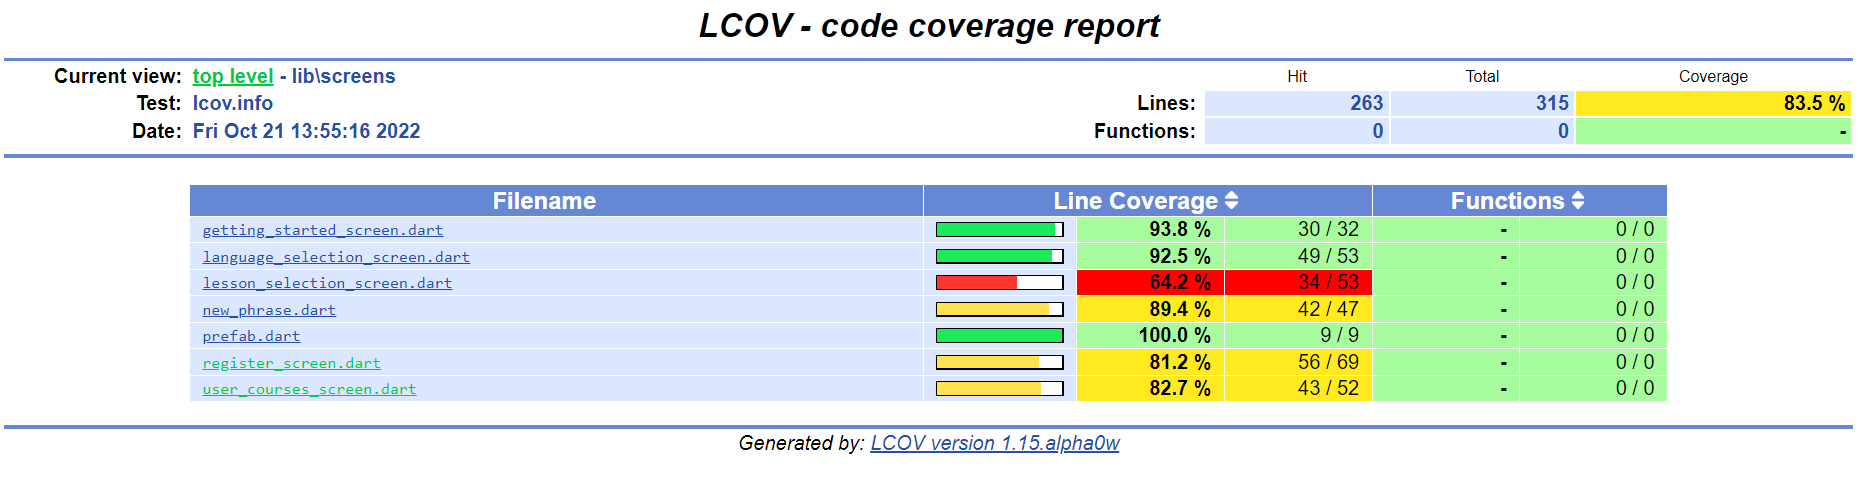 LCOV - code coverage report
Current view: top level - lib\screens Hit Total Coverage
Test: lcov.info Lines: 263 315 83.5 %
Date: Fri Oct 21 13:55:16 2022 Functions: 0 0 -
Filename Line Coverage Functions
getting_started_screen.dart 93.8 % 30 / 32 - 0 / 0
language_selection_screen.dart 92.5 % 49 / 53 - 0 / 0
lesson_selection_screen.dart 64.2 % 34 / 53 - 0 / 0
new_phrase.dart 89.4 % 42 / 47 - 0 / 0
prefab.dart 100.0 % 9 / 9 - 0 / 0
register_screen.dart 81.2 % 56 / 69 - 0 / 0
user_courses_screen.dart 82.7 % 43 / 52 - 0 / 0
Generated by: LCOV version 1.15.alpha0w